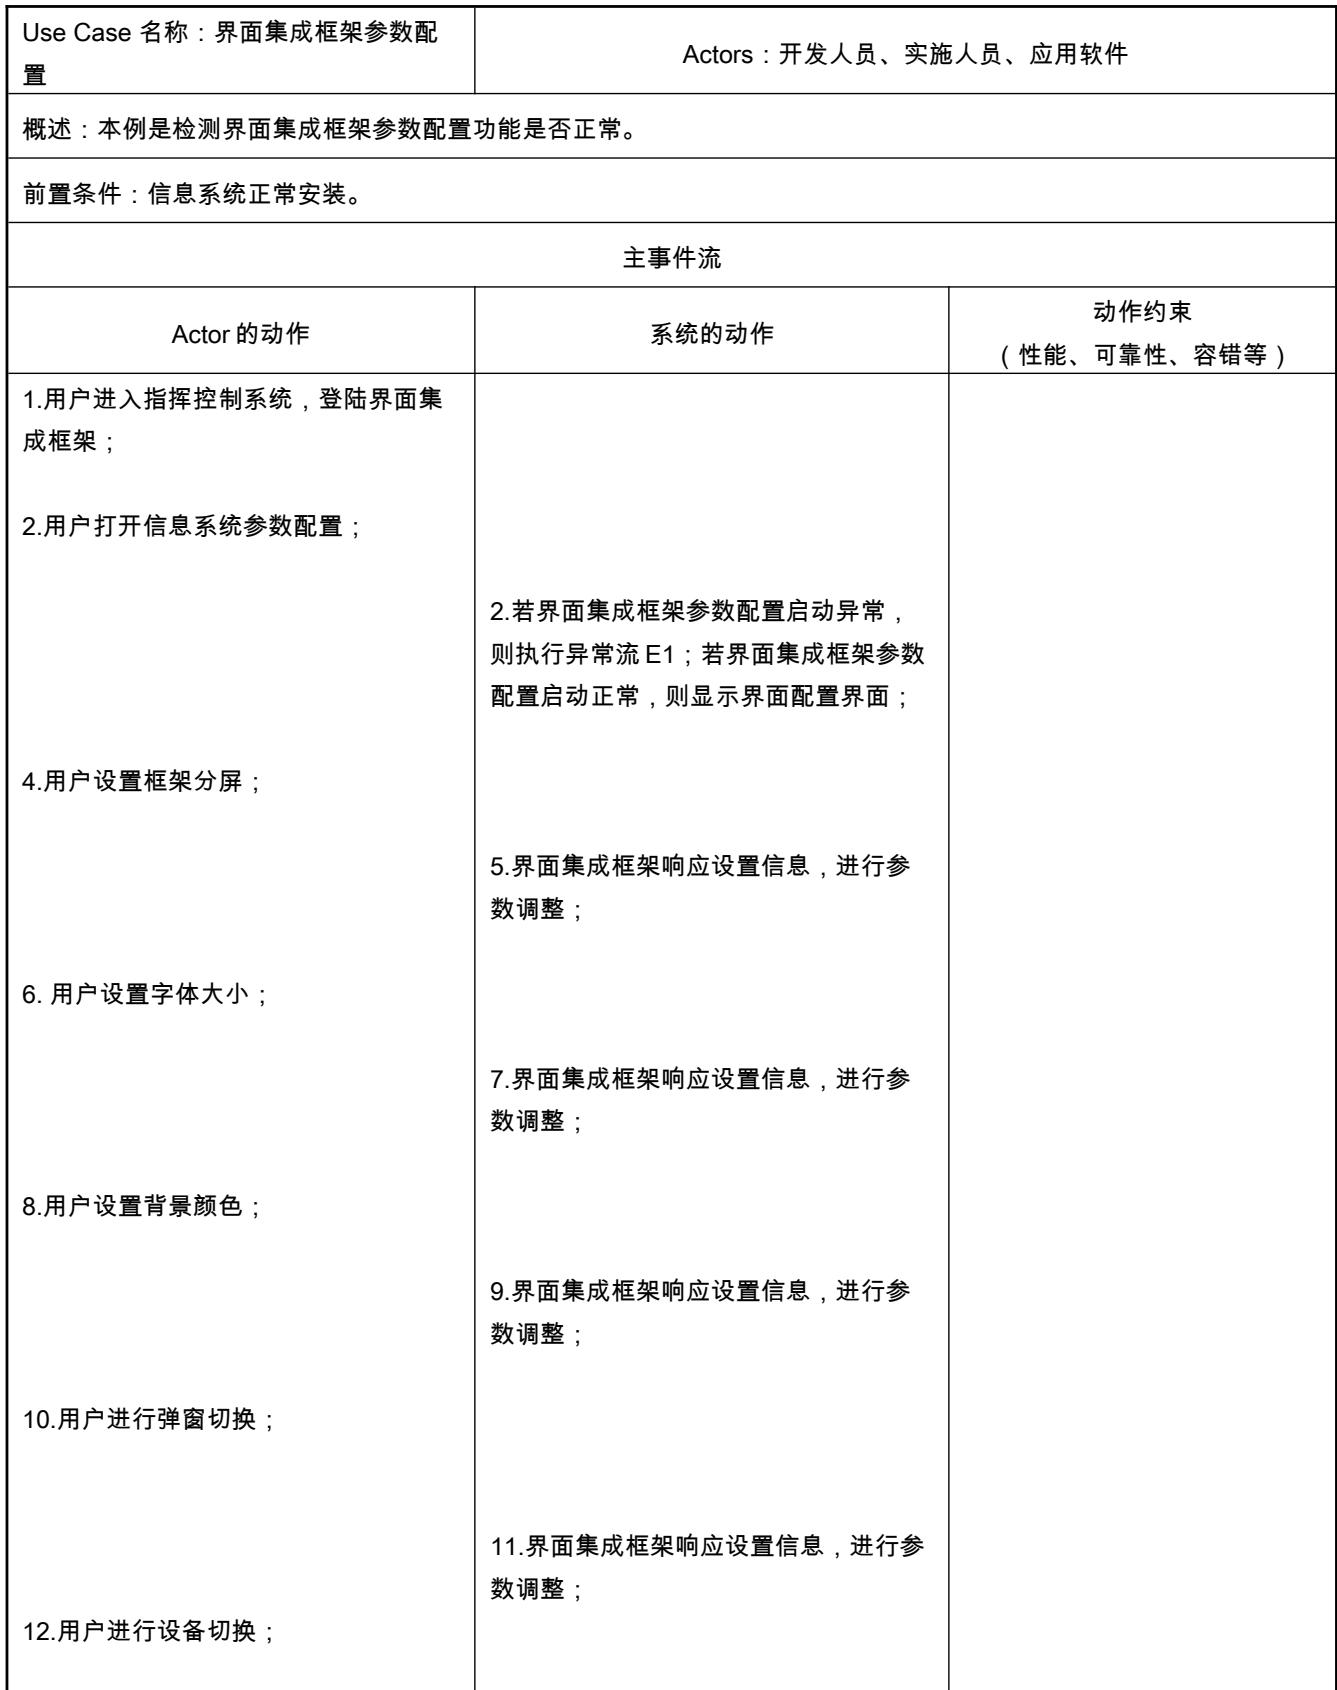 Use Case 名称：界面集成框架参数配
置
Actors：开发人员、实施人员、应用软件
概述：本例是检测界面集成框架参数配置功能是否正常。
前置条件：信息系统正常安装。
主事件流
Actor 的动作
系统的动作
动作约束
（性能、可靠性、容错等）
1.用户进入指挥控制系统，登陆界面集
成框架；
2.用户打开信息系统参数配置；
2.若界面集成框架参数配置启动异常，
则执行异常流 E1；若界面集成框架参数
配置启动正常，则显示界面配置界面；
4.用户设置框架分屏；
5.界面集成框架响应设置信息，进行参
数调整；
6. 用户设置字体大小；
7.界面集成框架响应设置信息，进行参
数调整；
8.用户设置背景颜色；
9.界面集成框架响应设置信息，进行参
数调整；
10.用户进行弹窗切换；
11.界面集成框架响应设置信息，进行参
数调整；
12.用户进行设备切换；